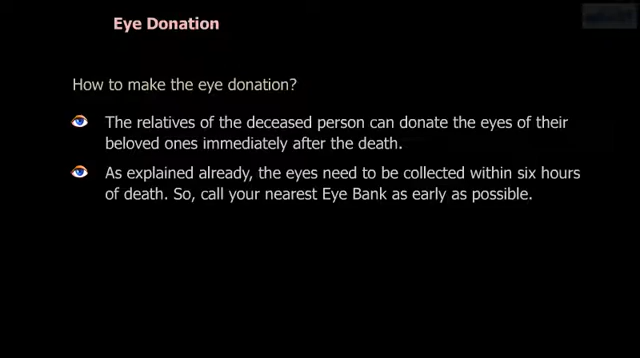 Eye Donation
How to make the eye donation?
The relatives of the deceased person can donate the eyes of their
beloved ones immediately after the death.
As explained already, the eyes need to be collected within six hours
of death. So, call your nearest Eye Bank as early as possible.